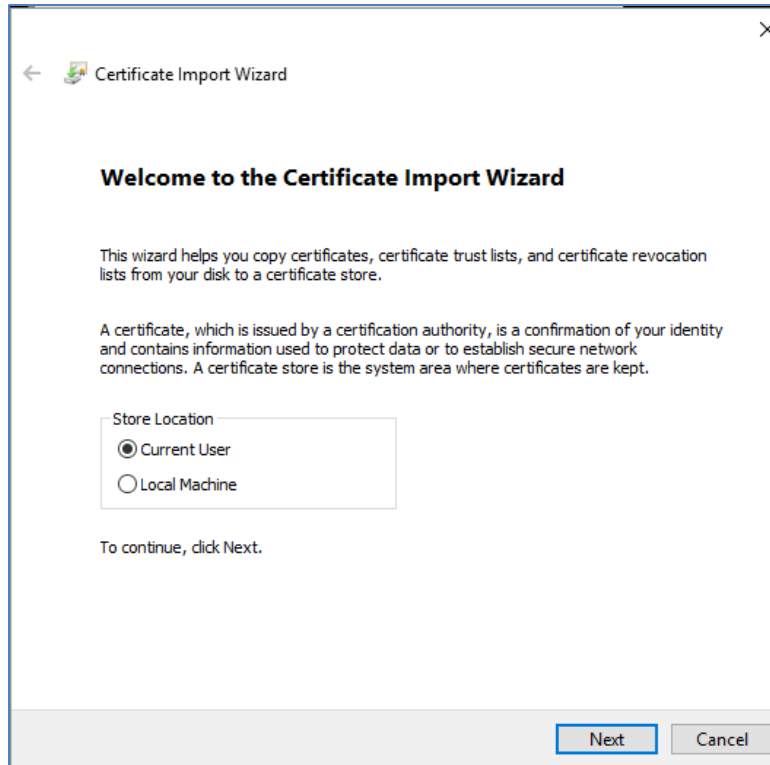 Certificate Import Wizard
Welcome to the Certificate Import Wizard
This wizard helps you copy certificates, certificate trust lists, and certificate revocation
lists from your disk to a certificate store.
A certificate, which is issued by a certification authority, is a confirmation of your identity
and contains information used to protect data or to establish secure network
connections. A certificate store is the system area where certificates are kept.
Store Location
Current User
Local Machine
To continue, click Next.
Next
Cancel